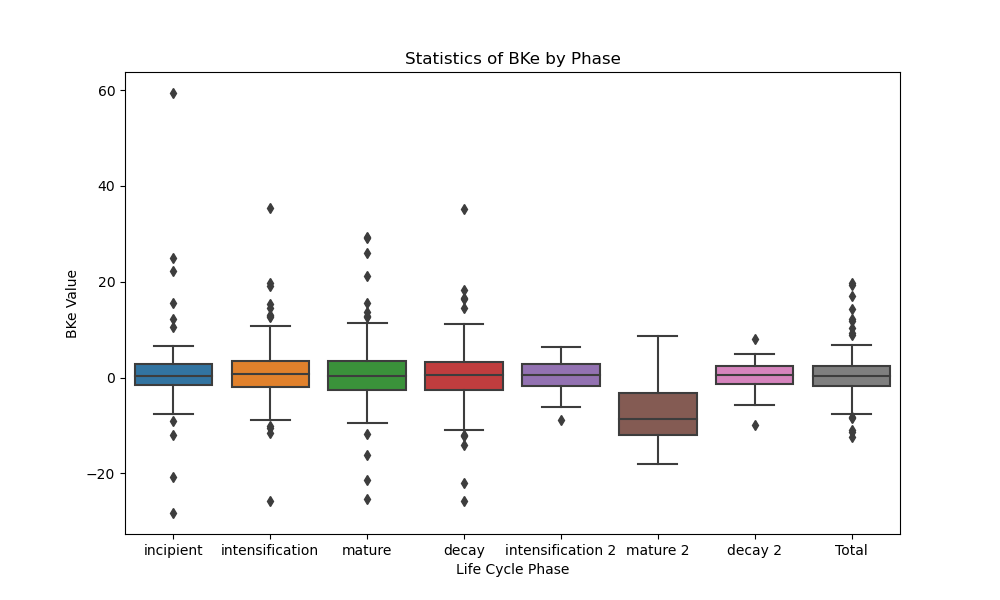 Statistics of BKe by Phase
BKe Value
60
40
20
0
−20
incipient
intensification
mature
decay
intensification 2
mature 2
decay 2
Total
Life Cycle Phase